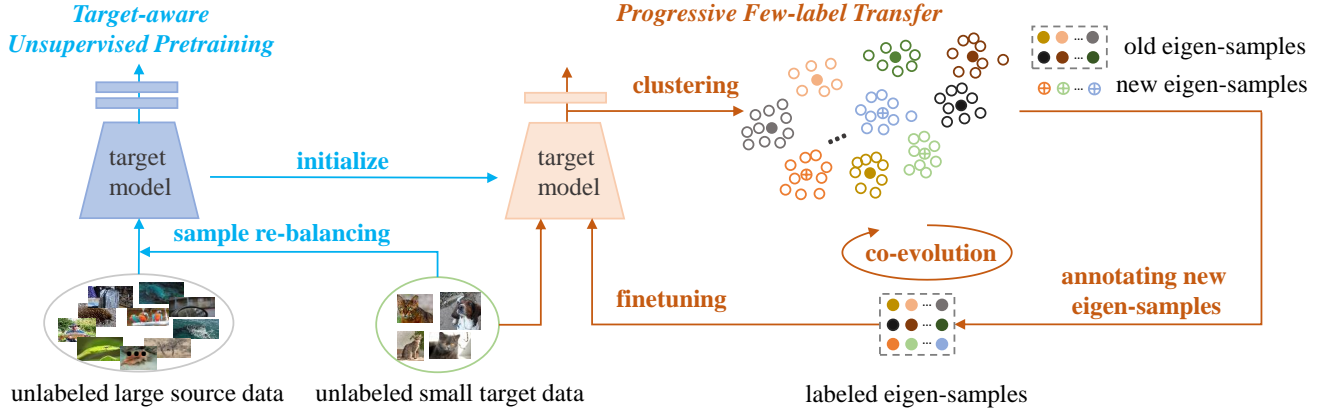 Target-aware
Unsupervised Pretraining
Progressive Few-label Transfer
old eigen-samples
new eigen-samples
clustering
target
model
initialize
target
model
sample re-balancing
co-evolution
finetuning
annotating new
eigen-samples
unlabeled large source data
unlabeled small target data
labeled eigen-samples